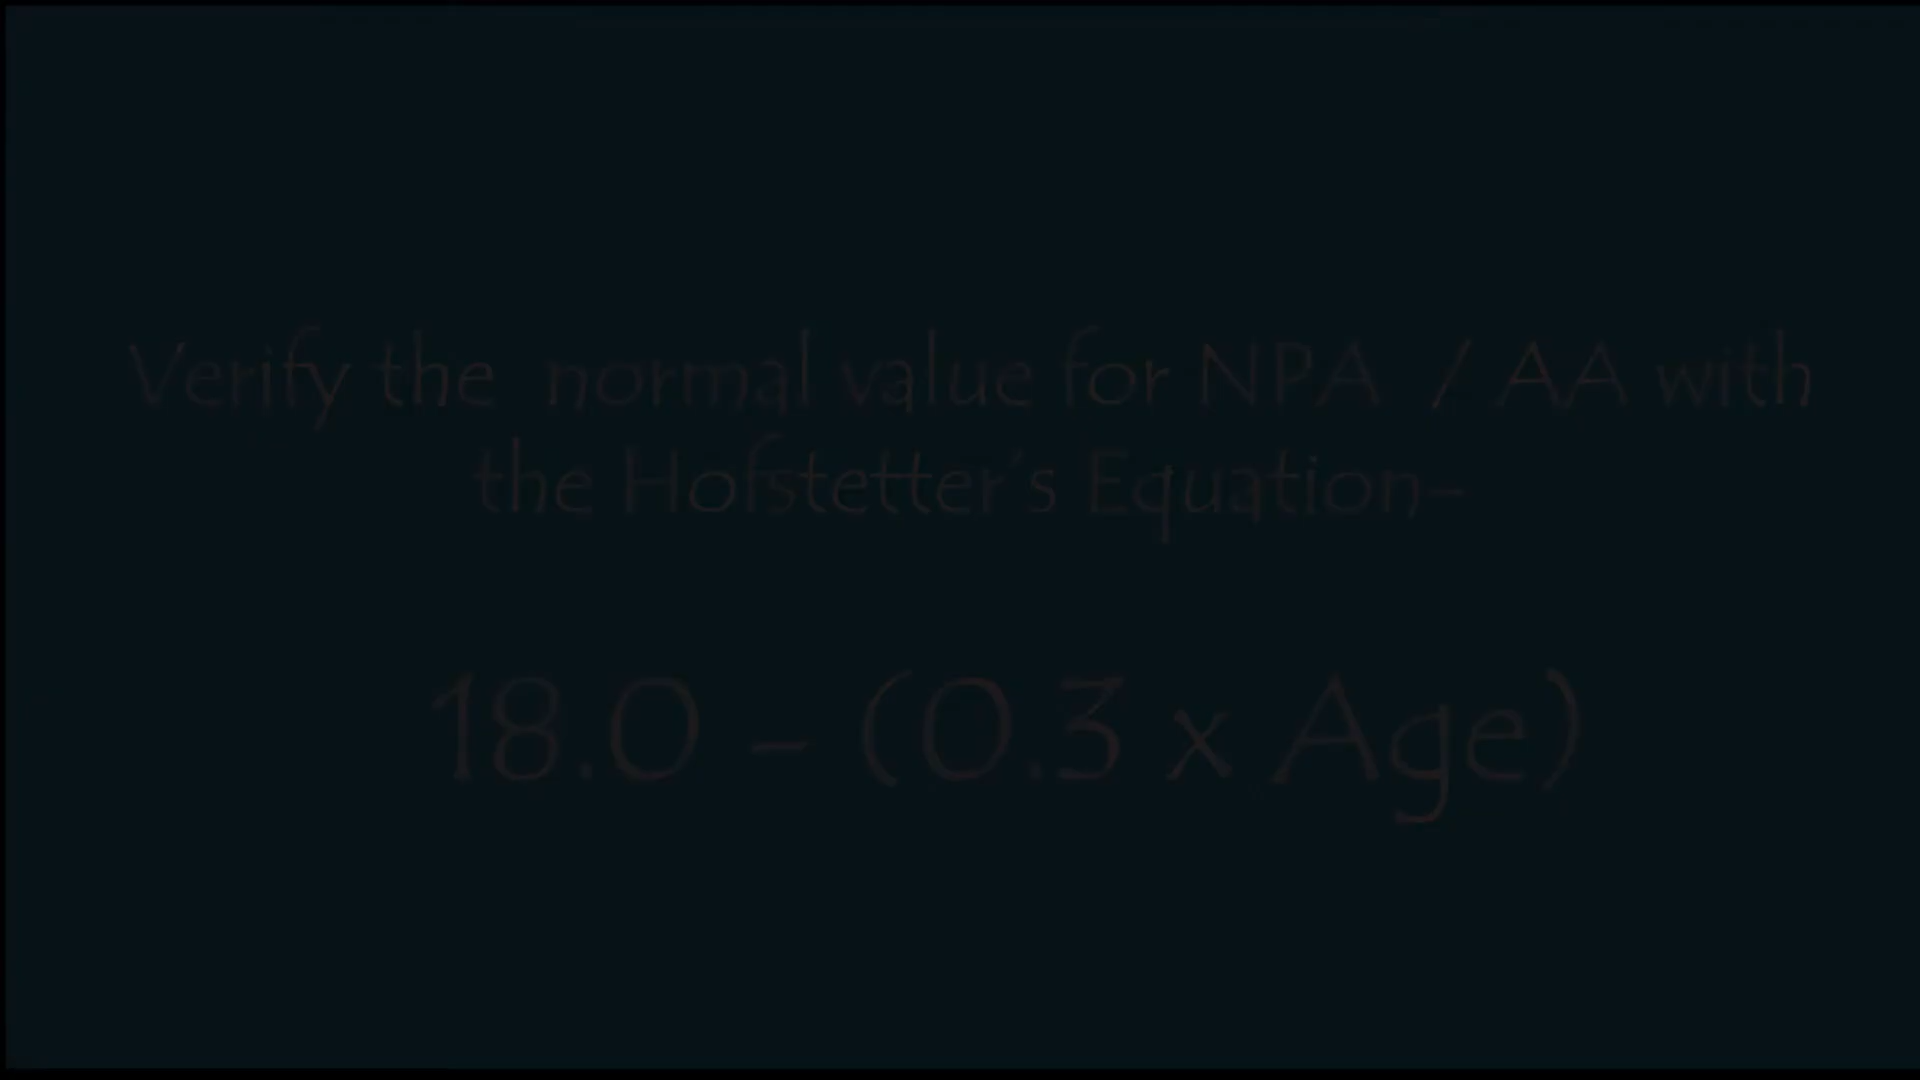 Verify the normal value for NPA / AA with
the Hofstetter's Equation-
18.0 - (0.3 x Age)